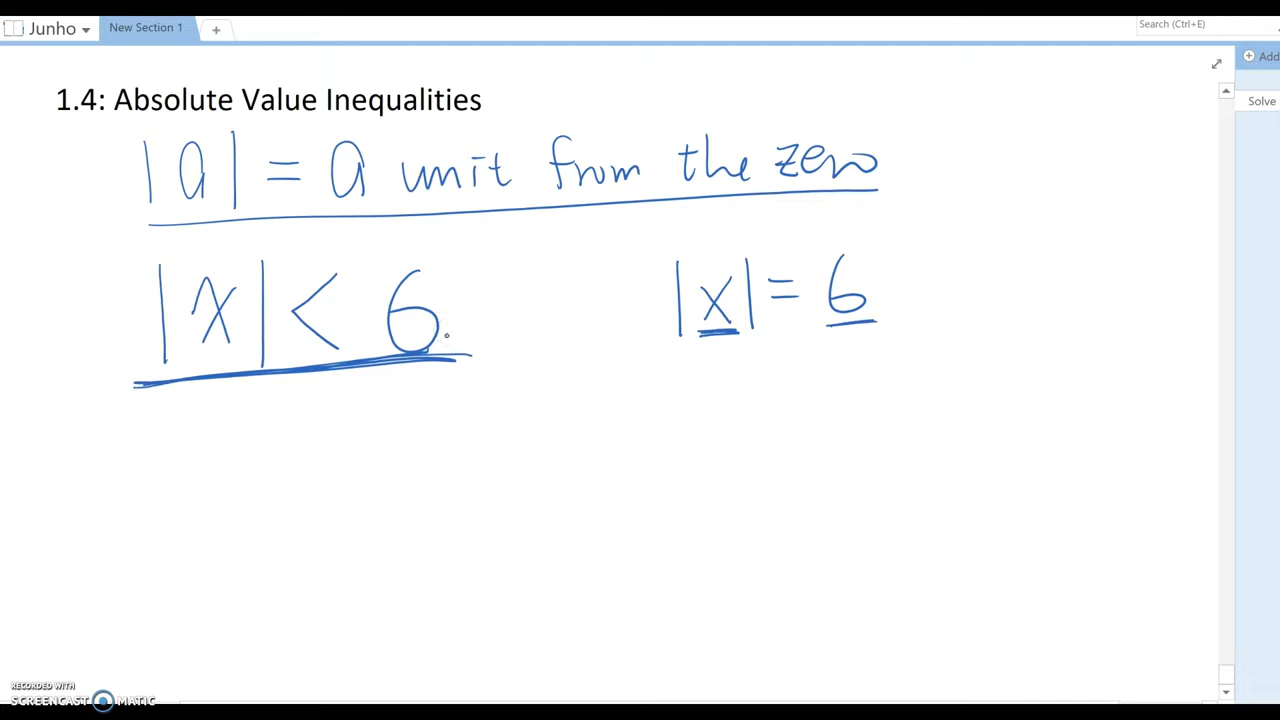 Junho
New Section 1
+
Search (Ctrl+E)
Add
Solve
1.4: Absolute Value Inequalities
|a| = a unit from the zero
|x| < 6
|x| = 6
RECORDED WITH
SCREENCAST MATIC